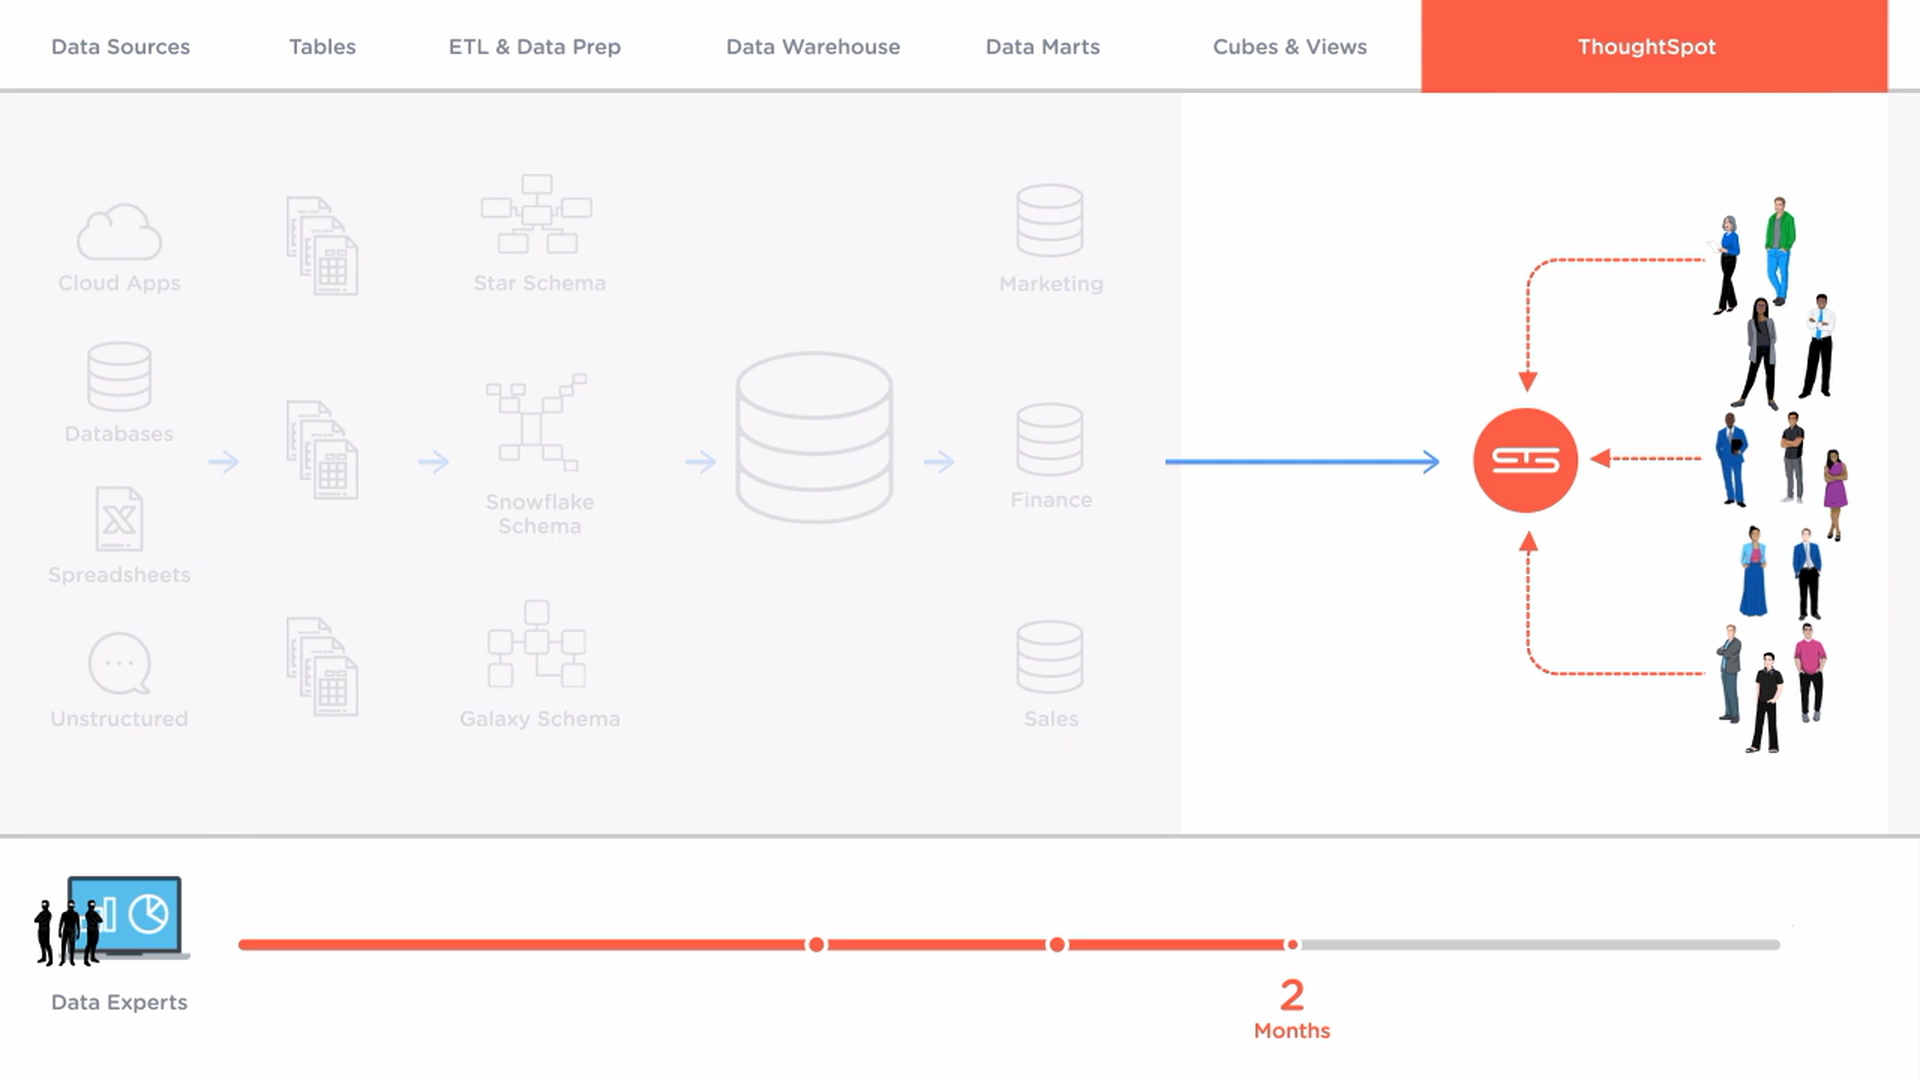 Data Sources
Tables
ETL & Data Prep
Data Warehouse
Data Marts
Cubes & Views
ThoughtSpot
Cloud Apps
Databases
Spreadsheets
Unstructured
Star Schema
Snowflake
Schema
Galaxy Schema
Marketing
Finance
Sales
Data Experts
2
Months